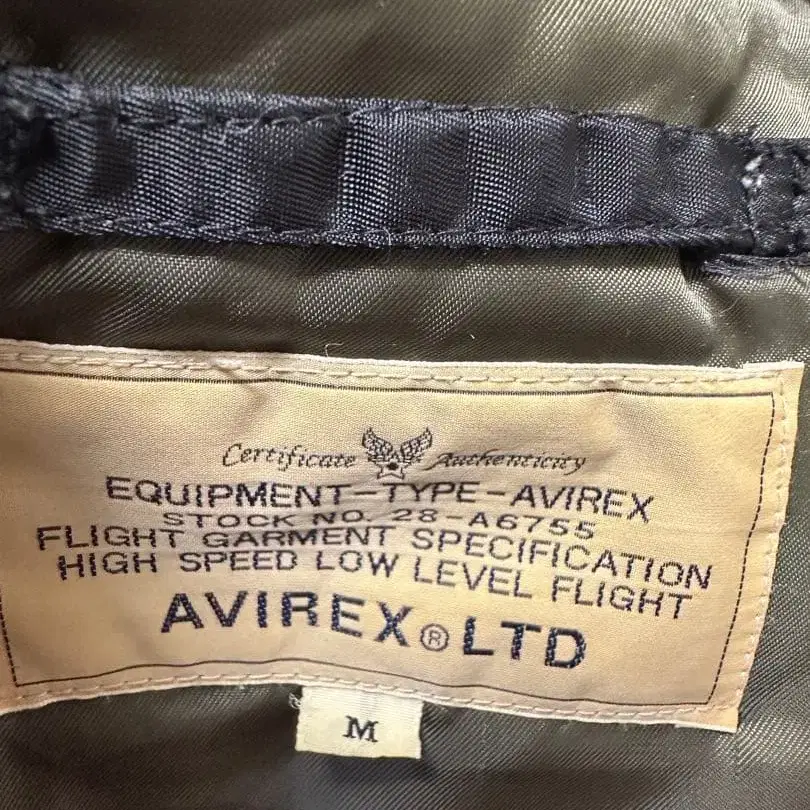 Certificate Authenticity
EQUIPMENT-TYPE-AVIREX
STOCK NO. 28-A6755
FLIGHT GARMENT SPECIFICATION
HIGH SPEED LOW LEVEL FLIGHT
AVIREX® LTD
M